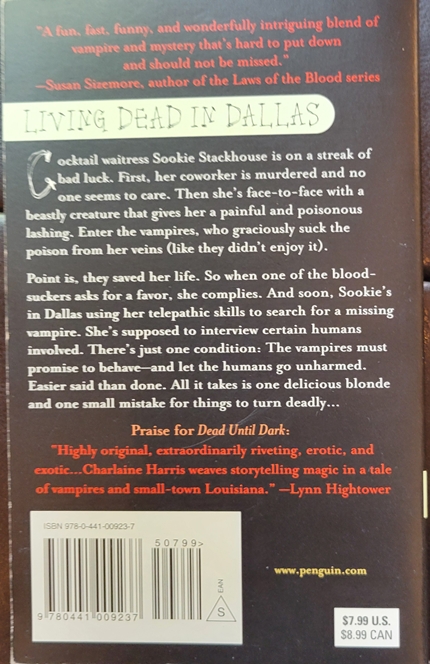 "A fun, fast, funny, and wonderfully intriguing blend of
vampire and mystery that's hard to put down
and should not be missed."
—Susan Sizemore, author of the Laws of the Blood series
LIVING DEAD IN DALLAS
Cocktail waitress Sookie Stackhouse is on a streak of
bad luck. First, her coworker is murdered and no
one seems to care. Then she's face-to-face with a
beastly creature that gives her a painful and poisonous
lashing. Enter the vampires, who graciously suck the
poison from her veins (like they didn't enjoy it).
Point is, they saved her life. So when one of the blood-
suckers asks for a favor, she complies. And soon, Sookie's
in Dallas using her telepathic skills to search for a missing
vampire. She's supposed to interview certain humans
involved. There's just one condition: The vampires must
promise to behave—and let the humans go unharmed.
Easier said than done. All it takes is one delicious blonde
and one small mistake for things to turn deadly...
Praise for Dead Until Dark:
"Highly original, extraordinarily riveting, erotic, and
exotic...Charlaine Harris weaves storytelling magic in a tale
of vampires and small-town Louisiana." —Lynn Hightower
ISBN 978-0-441-00923-7
50799>
9 780441 009237
S
EAN
www.penguin.com
$7.99 U.S.
$8.99 CAN